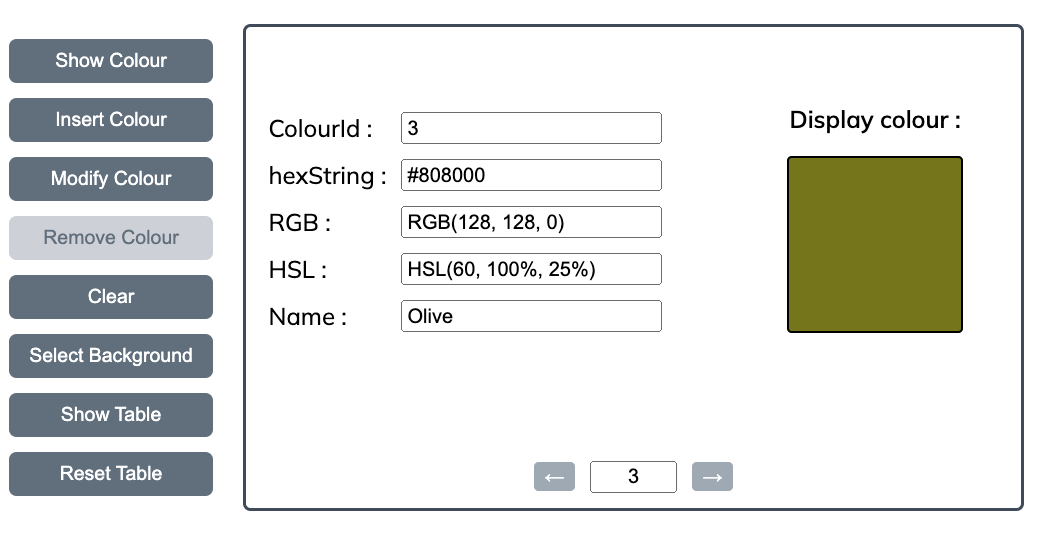 Show Colour
Insert Colour
Modify Colour
Remove Colour
Clear
Select Background
Show Table
Reset Table
ColourId : 3
hexString : #808000
RGB : RGB(128, 128, 0)
HSL : HSL(60, 100%, 25%)
Name : Olive
Display colour :
← 3 →